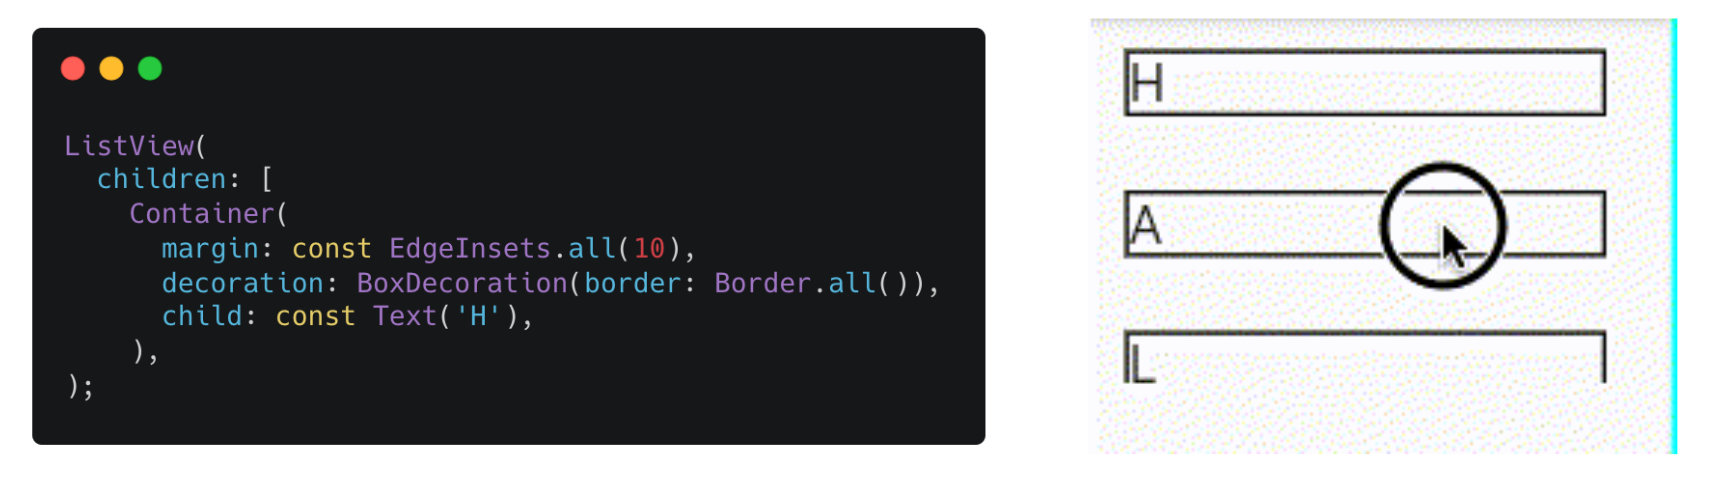 ListView(
children: [
Container(
margin: const EdgeInsets.all(10),
decoration: BoxDecoration(border: Border.all()),
child: const Text('H'),
),
);
H
A
L